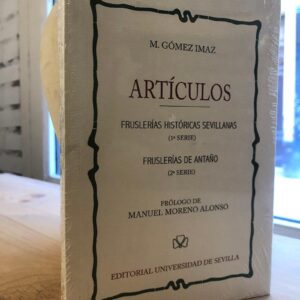 M. GÓMEZ IMAZ
ARTÍCULOS
FRUSLERÍAS HISTÓRICAS SEVILLANAS
(1ª SERIE)
FRUSLERÍAS DE ANTAÑO
(2ª SERIE)
PRÓLOGO DE
MANUEL MORENO ALONSO
EDITORIAL UNIVERSIDAD DE SEVILLA